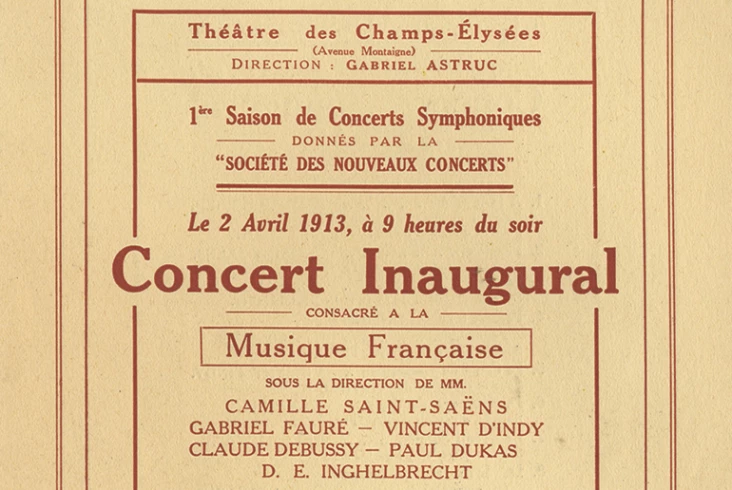 Théâtre des Champs-Élysées
(Avenue Montaigne)
DIRECTION : GABRIEL ASTRUC
1ère Saison de Concerts Symphoniques
DONNÉS PAR LA
"SOCIÉTÉ DES NOUVEAUX CONCERTS"
Le 2 Avril 1913, à 9 heures du soir
Concert Inaugural
CONSACRÉ A LA
Musique Française
SOUS LA DIRECTION DE MM.
CAMILLE SAINT-SAËNS
GABRIEL FAURÉ — VINCENT D'INDY
CLAUDE DEBUSSY — PAUL DUKAS
D. E. INGHELBRECHT